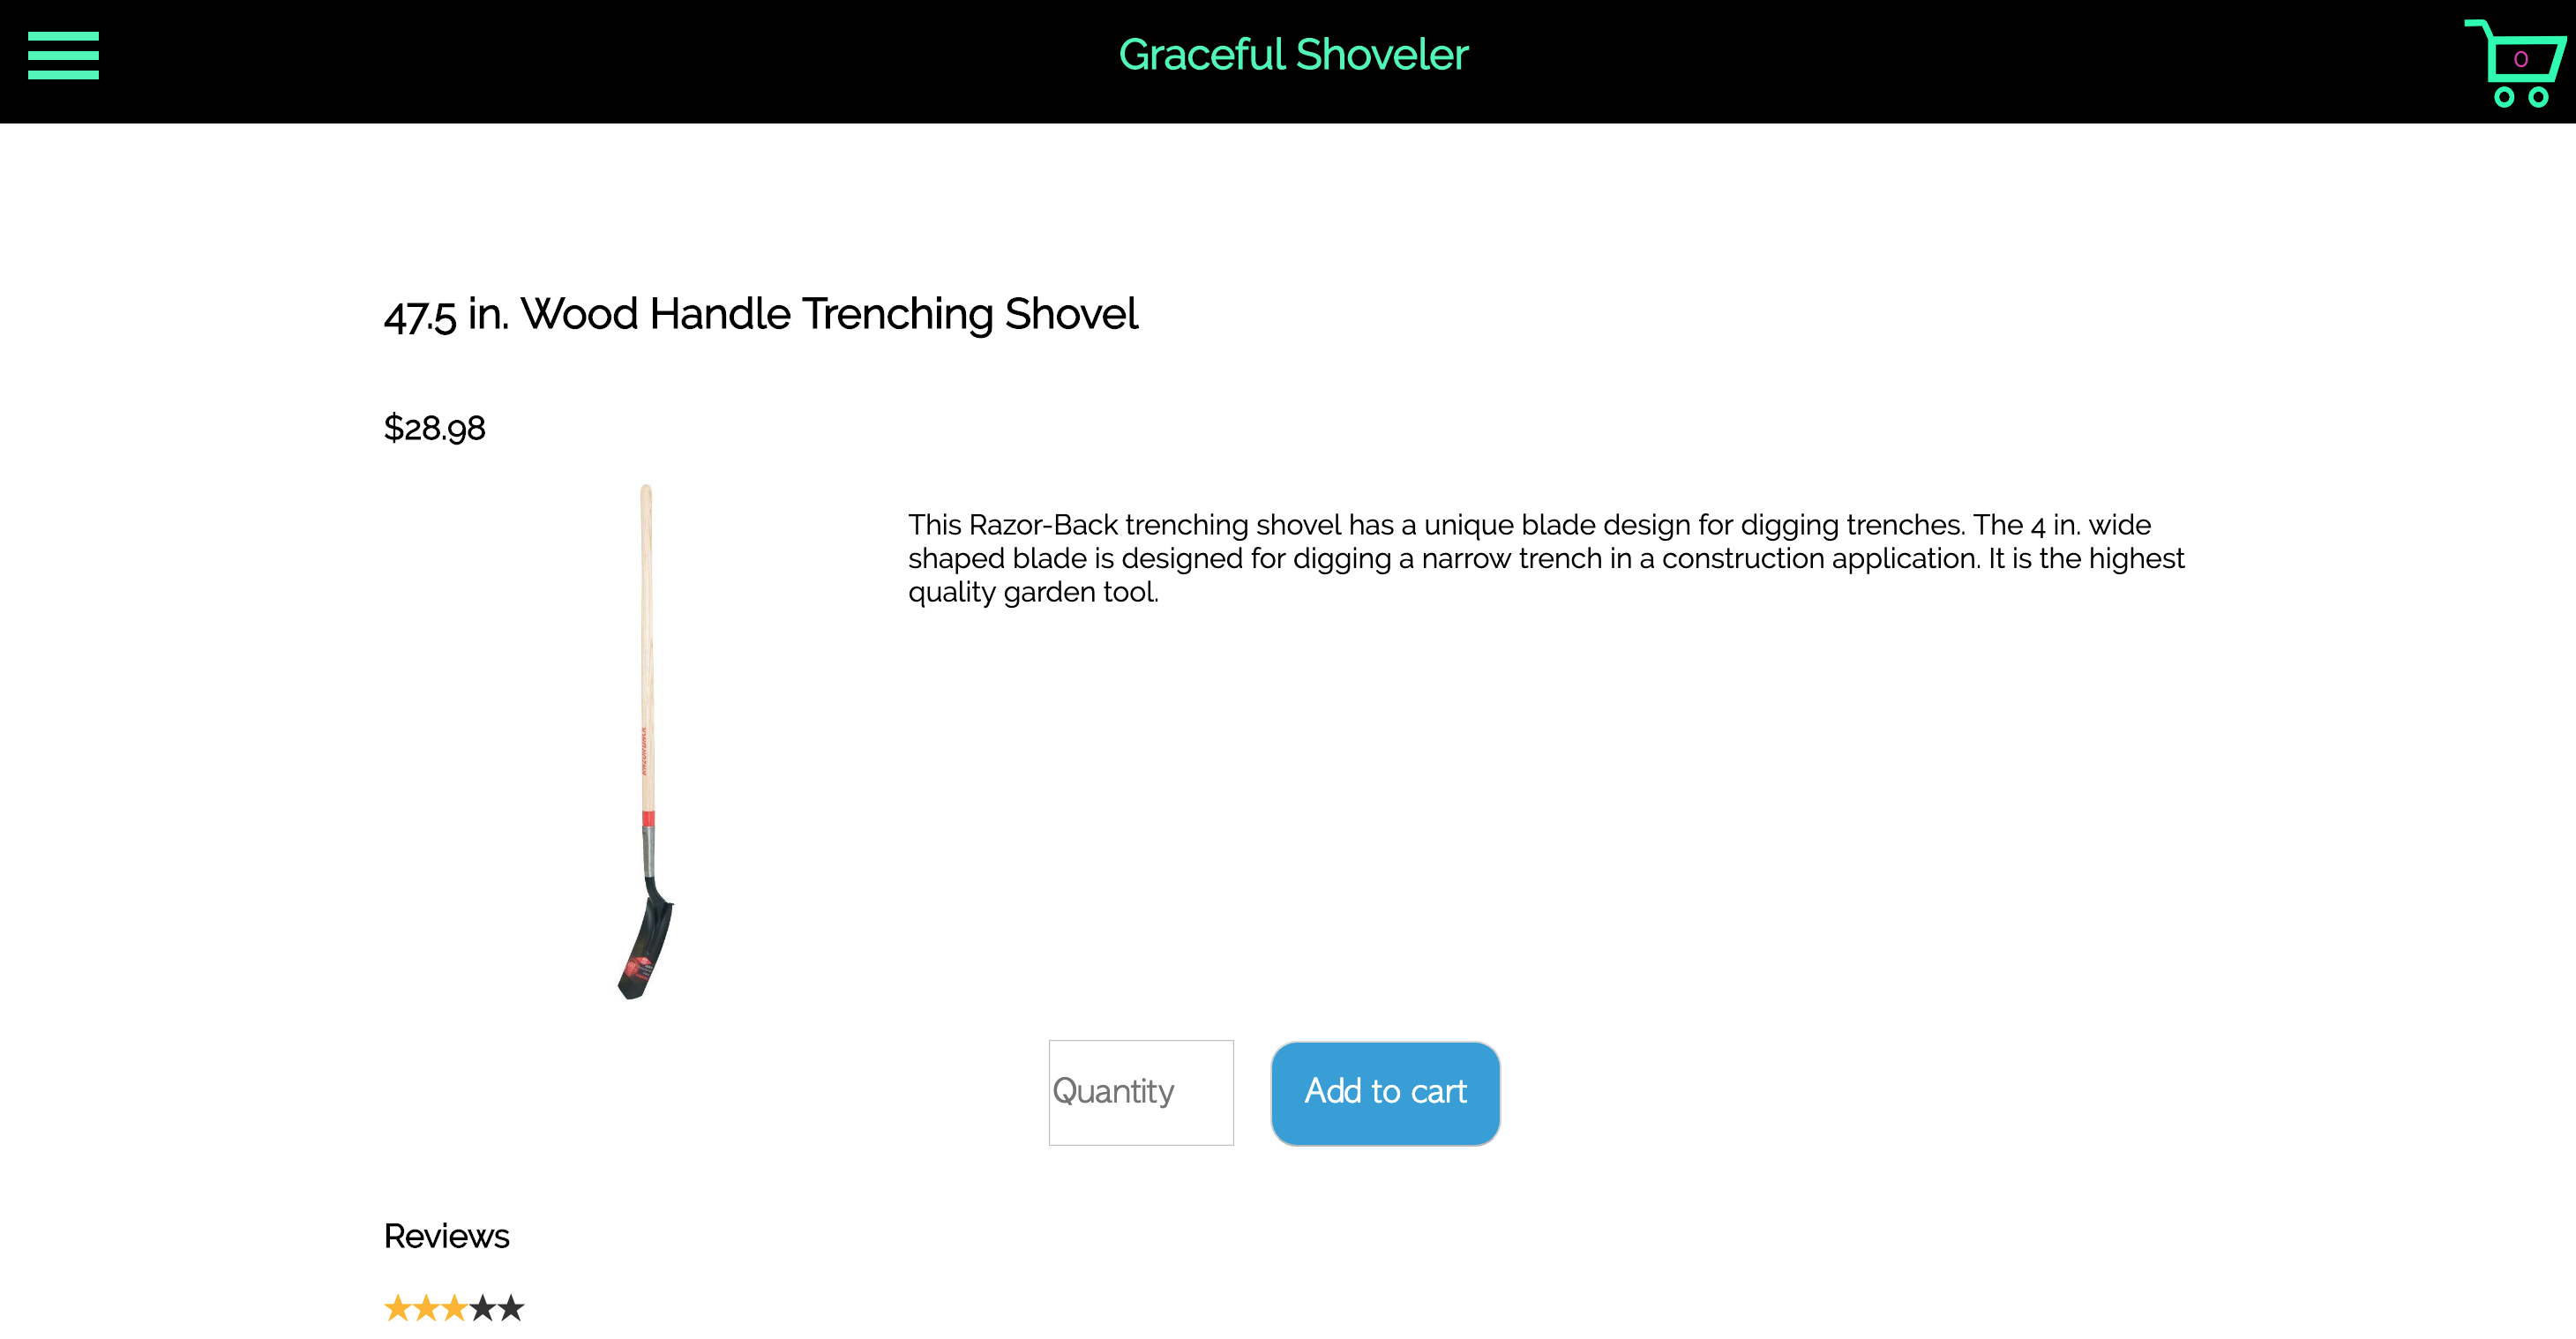 Graceful Shoveler
0
47.5 in. Wood Handle Trenching Shovel
$28.98
This Razor-Back trenching shovel has a unique blade design for digging trenches. The 4 in. wide
shaped blade is designed for digging a narrow trench in a construction application. It is the highest
quality garden tool.
Quantity
Add to cart
Reviews